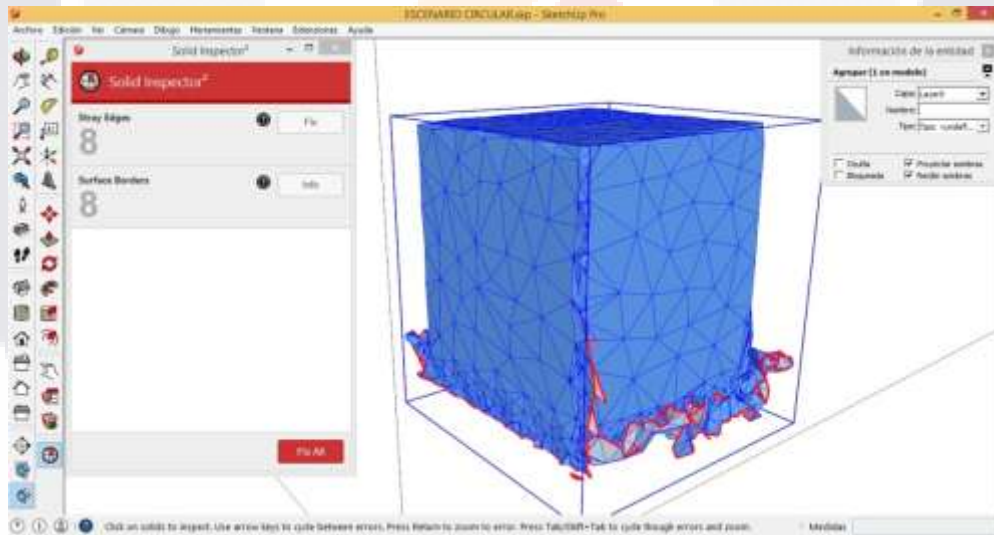 ESCENARIO CIRCULAR.skp - SketchUp Pro
Archivo Edición Ver Cámara Dibujo Herramientas Ventana Extensiones Ayuda
Solid Inspector²
Solid Inspector²
Stray Edges
8
Fix
Surface Borders
8
Info
Fix All
Información de la entidad
Agrupar (1 en modelo)
Capa: Layer0
Nombre:
Oculta
Proyectar sombras
Bloqueada
Recibir sombras
Click on solids to inspect. Use arrow keys to cycle between errors. Press Return to zoom to error. Press Tab/Shift+Tab to cycle though errors and zoom.
Medidas